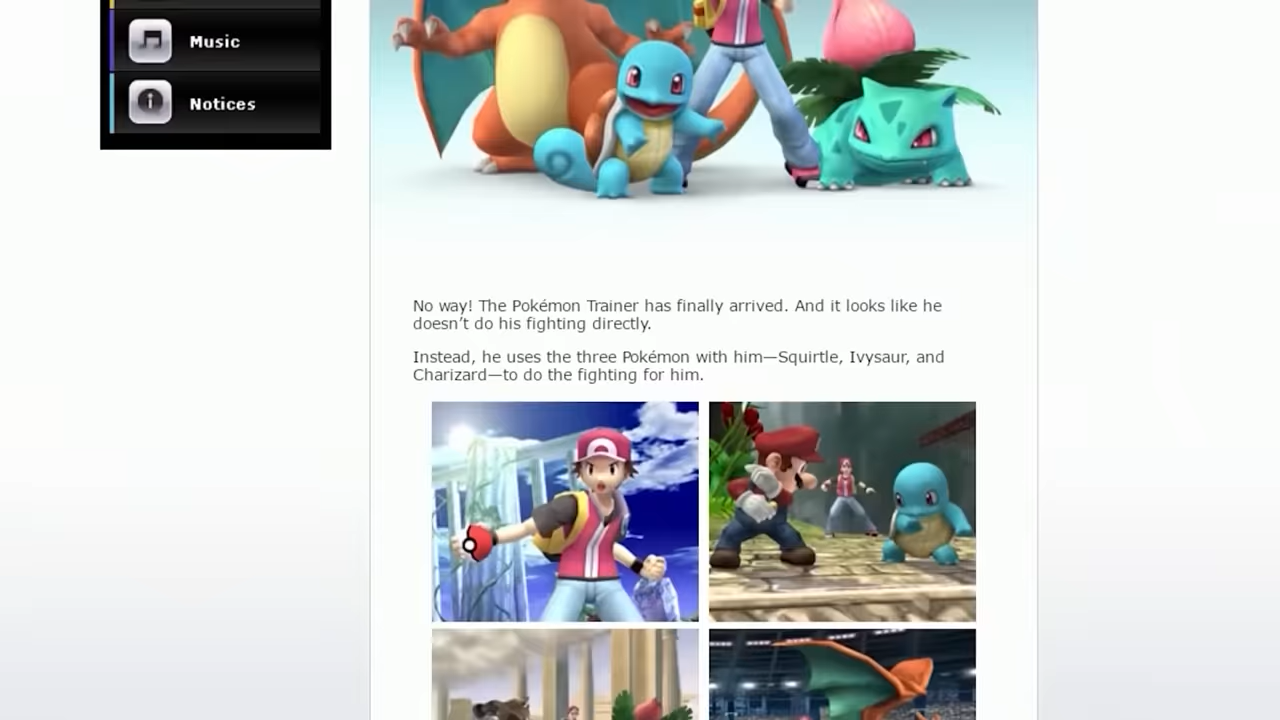 Music
Notices
No way! The Pokémon Trainer has finally arrived. And it looks like he
doesn’t do his fighting directly.
Instead, he uses the three Pokémon with him—Squirtle, Ivysaur, and
Charizard—to do the fighting for him.